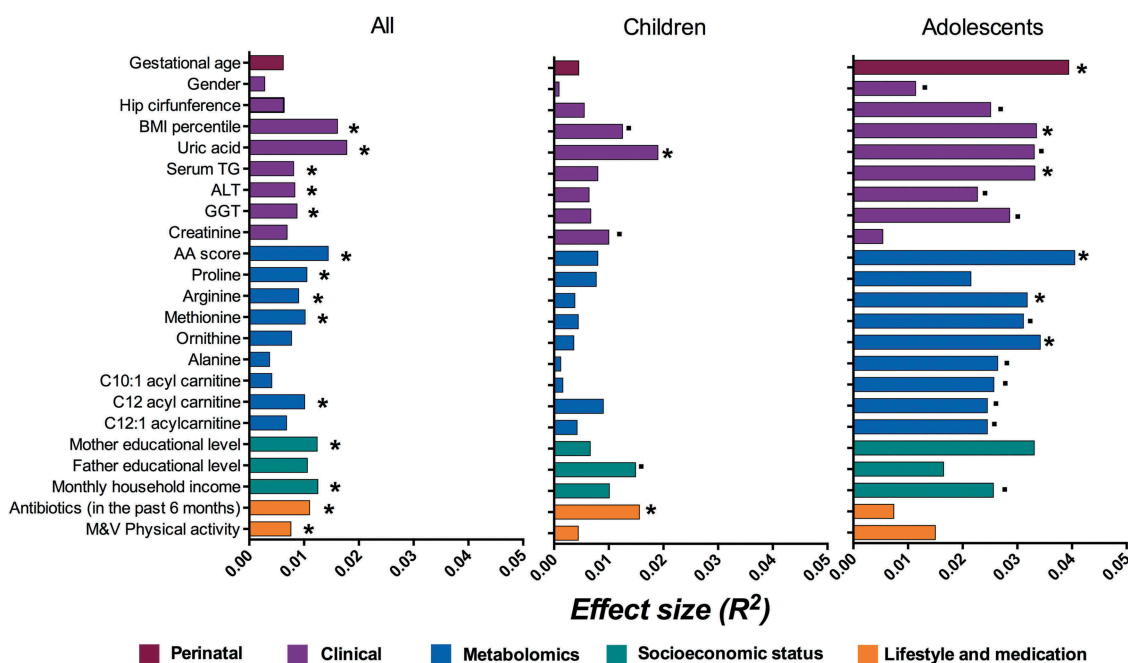 All
Children
Adolescents
Gestational age
Gender
Hip cirfunference
BMI percentile
Uric acid
Serum TG
ALT
GGT
Creatinine
AA score
Proline
Arginine
Methionine
Ornithine
Alanine
C10:1 acyl carnitine
C12 acyl carnitine
C12:1 acylcarnitine
Mother educational level
Father educational level
Monthly household income
Antibiotics (in the past 6 months)
M&V Physical activity
0.00 0.01 0.02 0.03 0.04 0.05
0.00 0.01 0.02 0.03 0.04 0.05
0.00 0.01 0.02 0.03 0.04 0.05
Effect size (R²)
Perinatal Clinical Metabolomics Socioeconomic status Lifestyle and medication